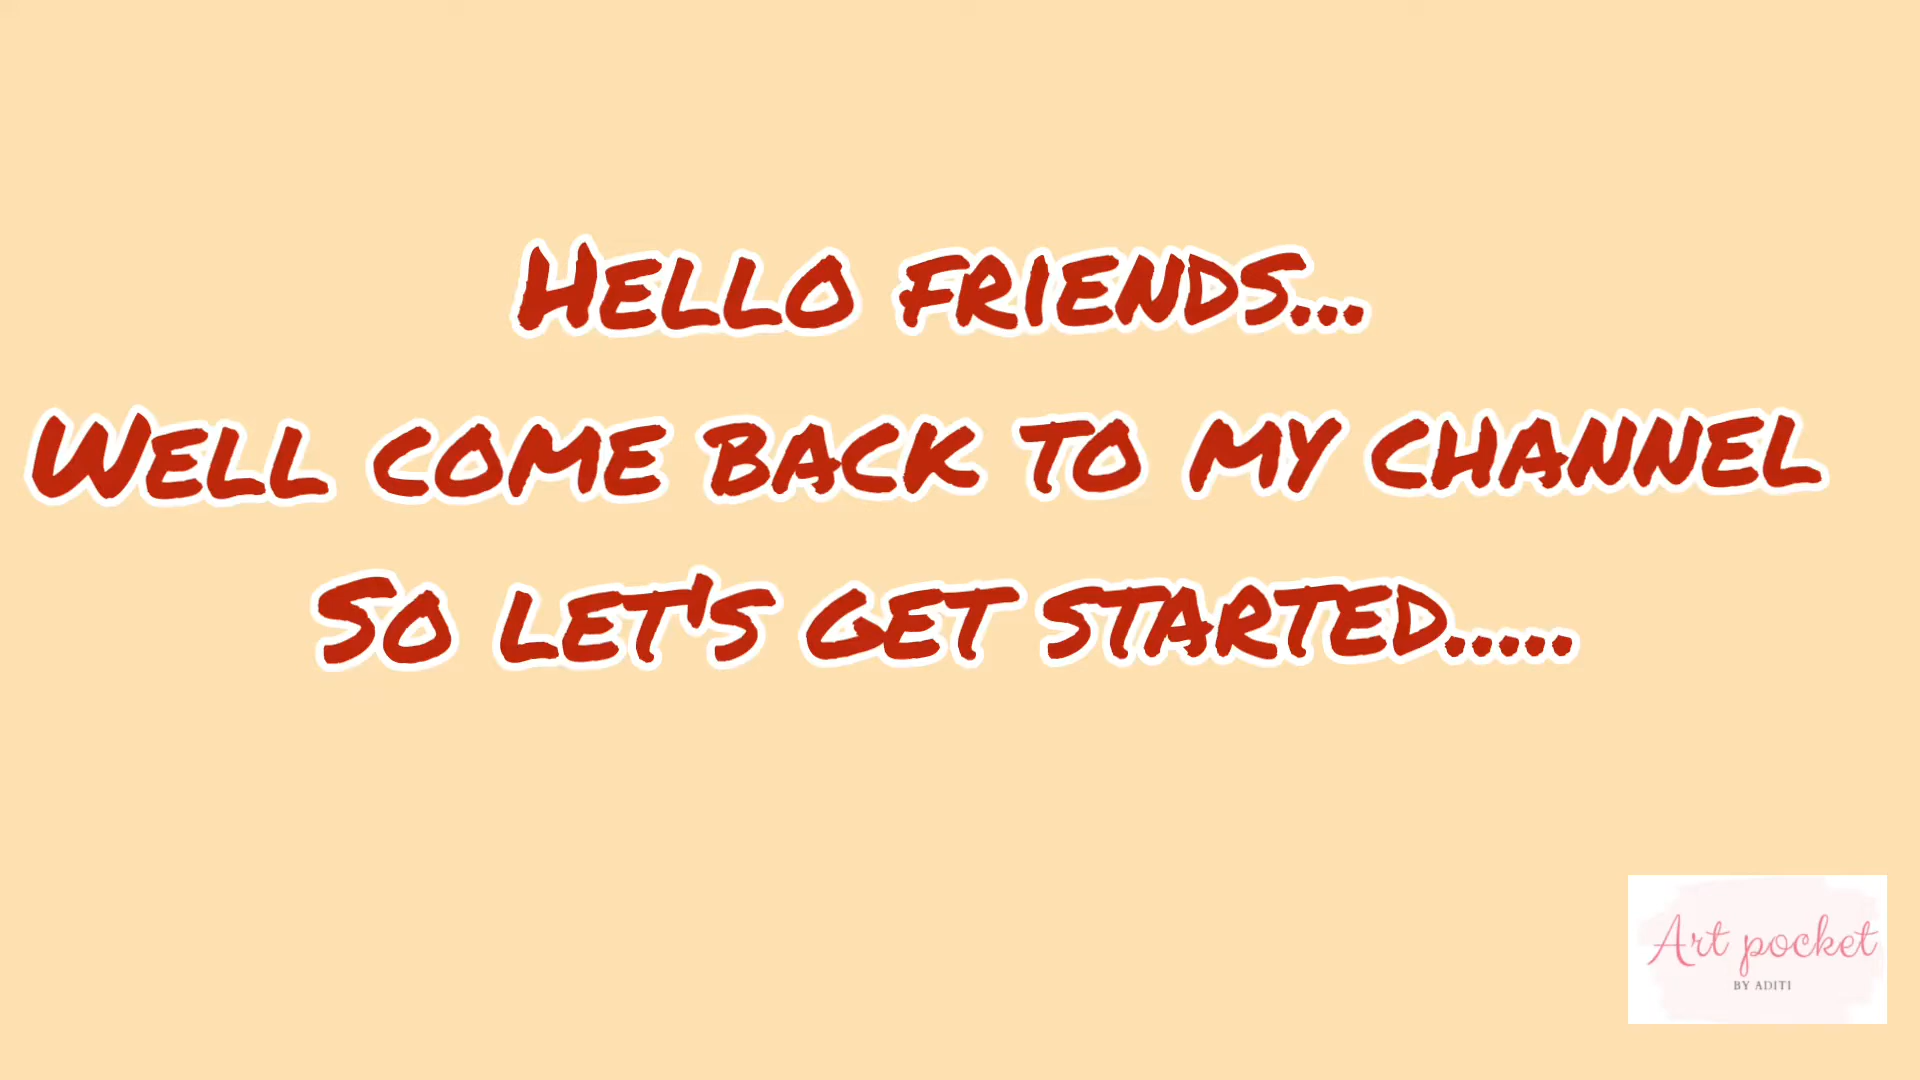 Hello friends...
Well come back to my channel
So let's get started.....
Art pocket
BY ADITI